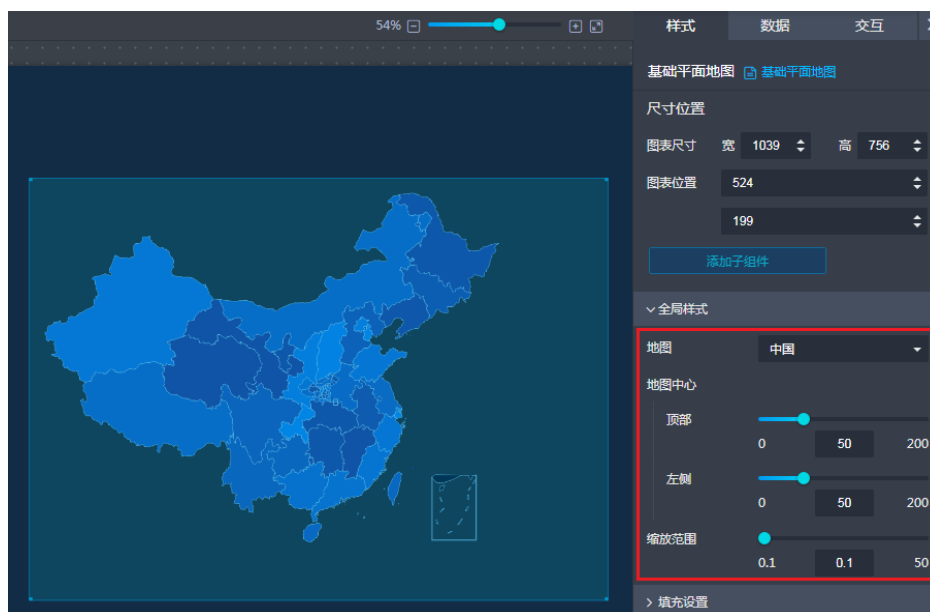 54%
样式 数据 交互
基础平面地图 基础平面地图
尺寸位置
图表尺寸 宽 1039 高 756
图表位置 524
199
添加子组件
全局样式
地图 中国
地图中心
顶部
0 50 200
左侧
0 50 200
缩放范围
0.1 0.1 50
填充设置